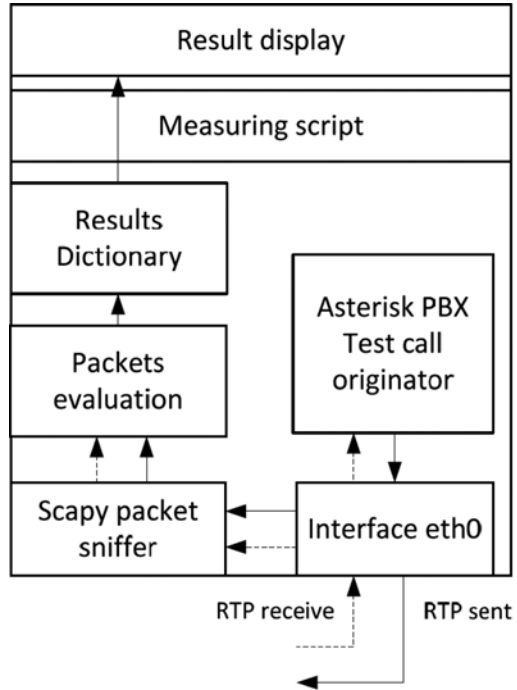 Result display
Measuring script
Results
Dictionary
Asterisk PBX
Test call
originator
Packets
evaluation
Scapy packet
sniffer
Interface eth0
RTP receive
RTP sent